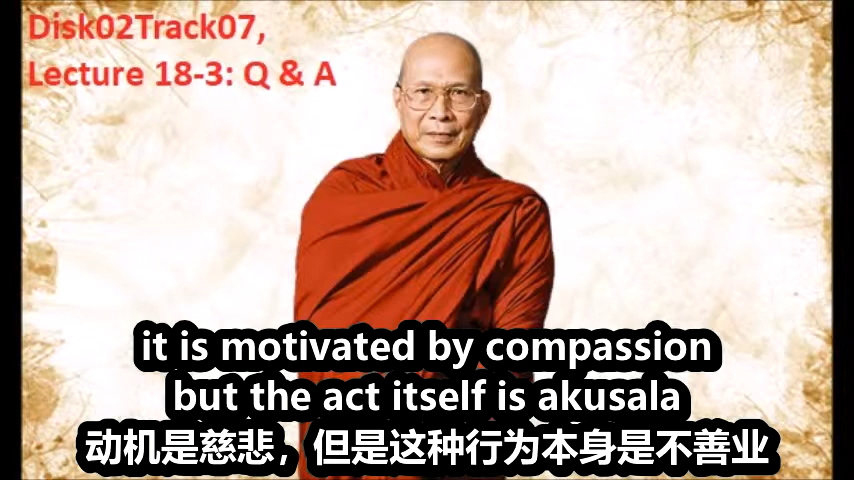 Disk02Track07,
Lecture 18-3: Q & A
it is motivated by compassion
but the act itself is akusala
动机是慈悲，但是这种行为本身是不善业